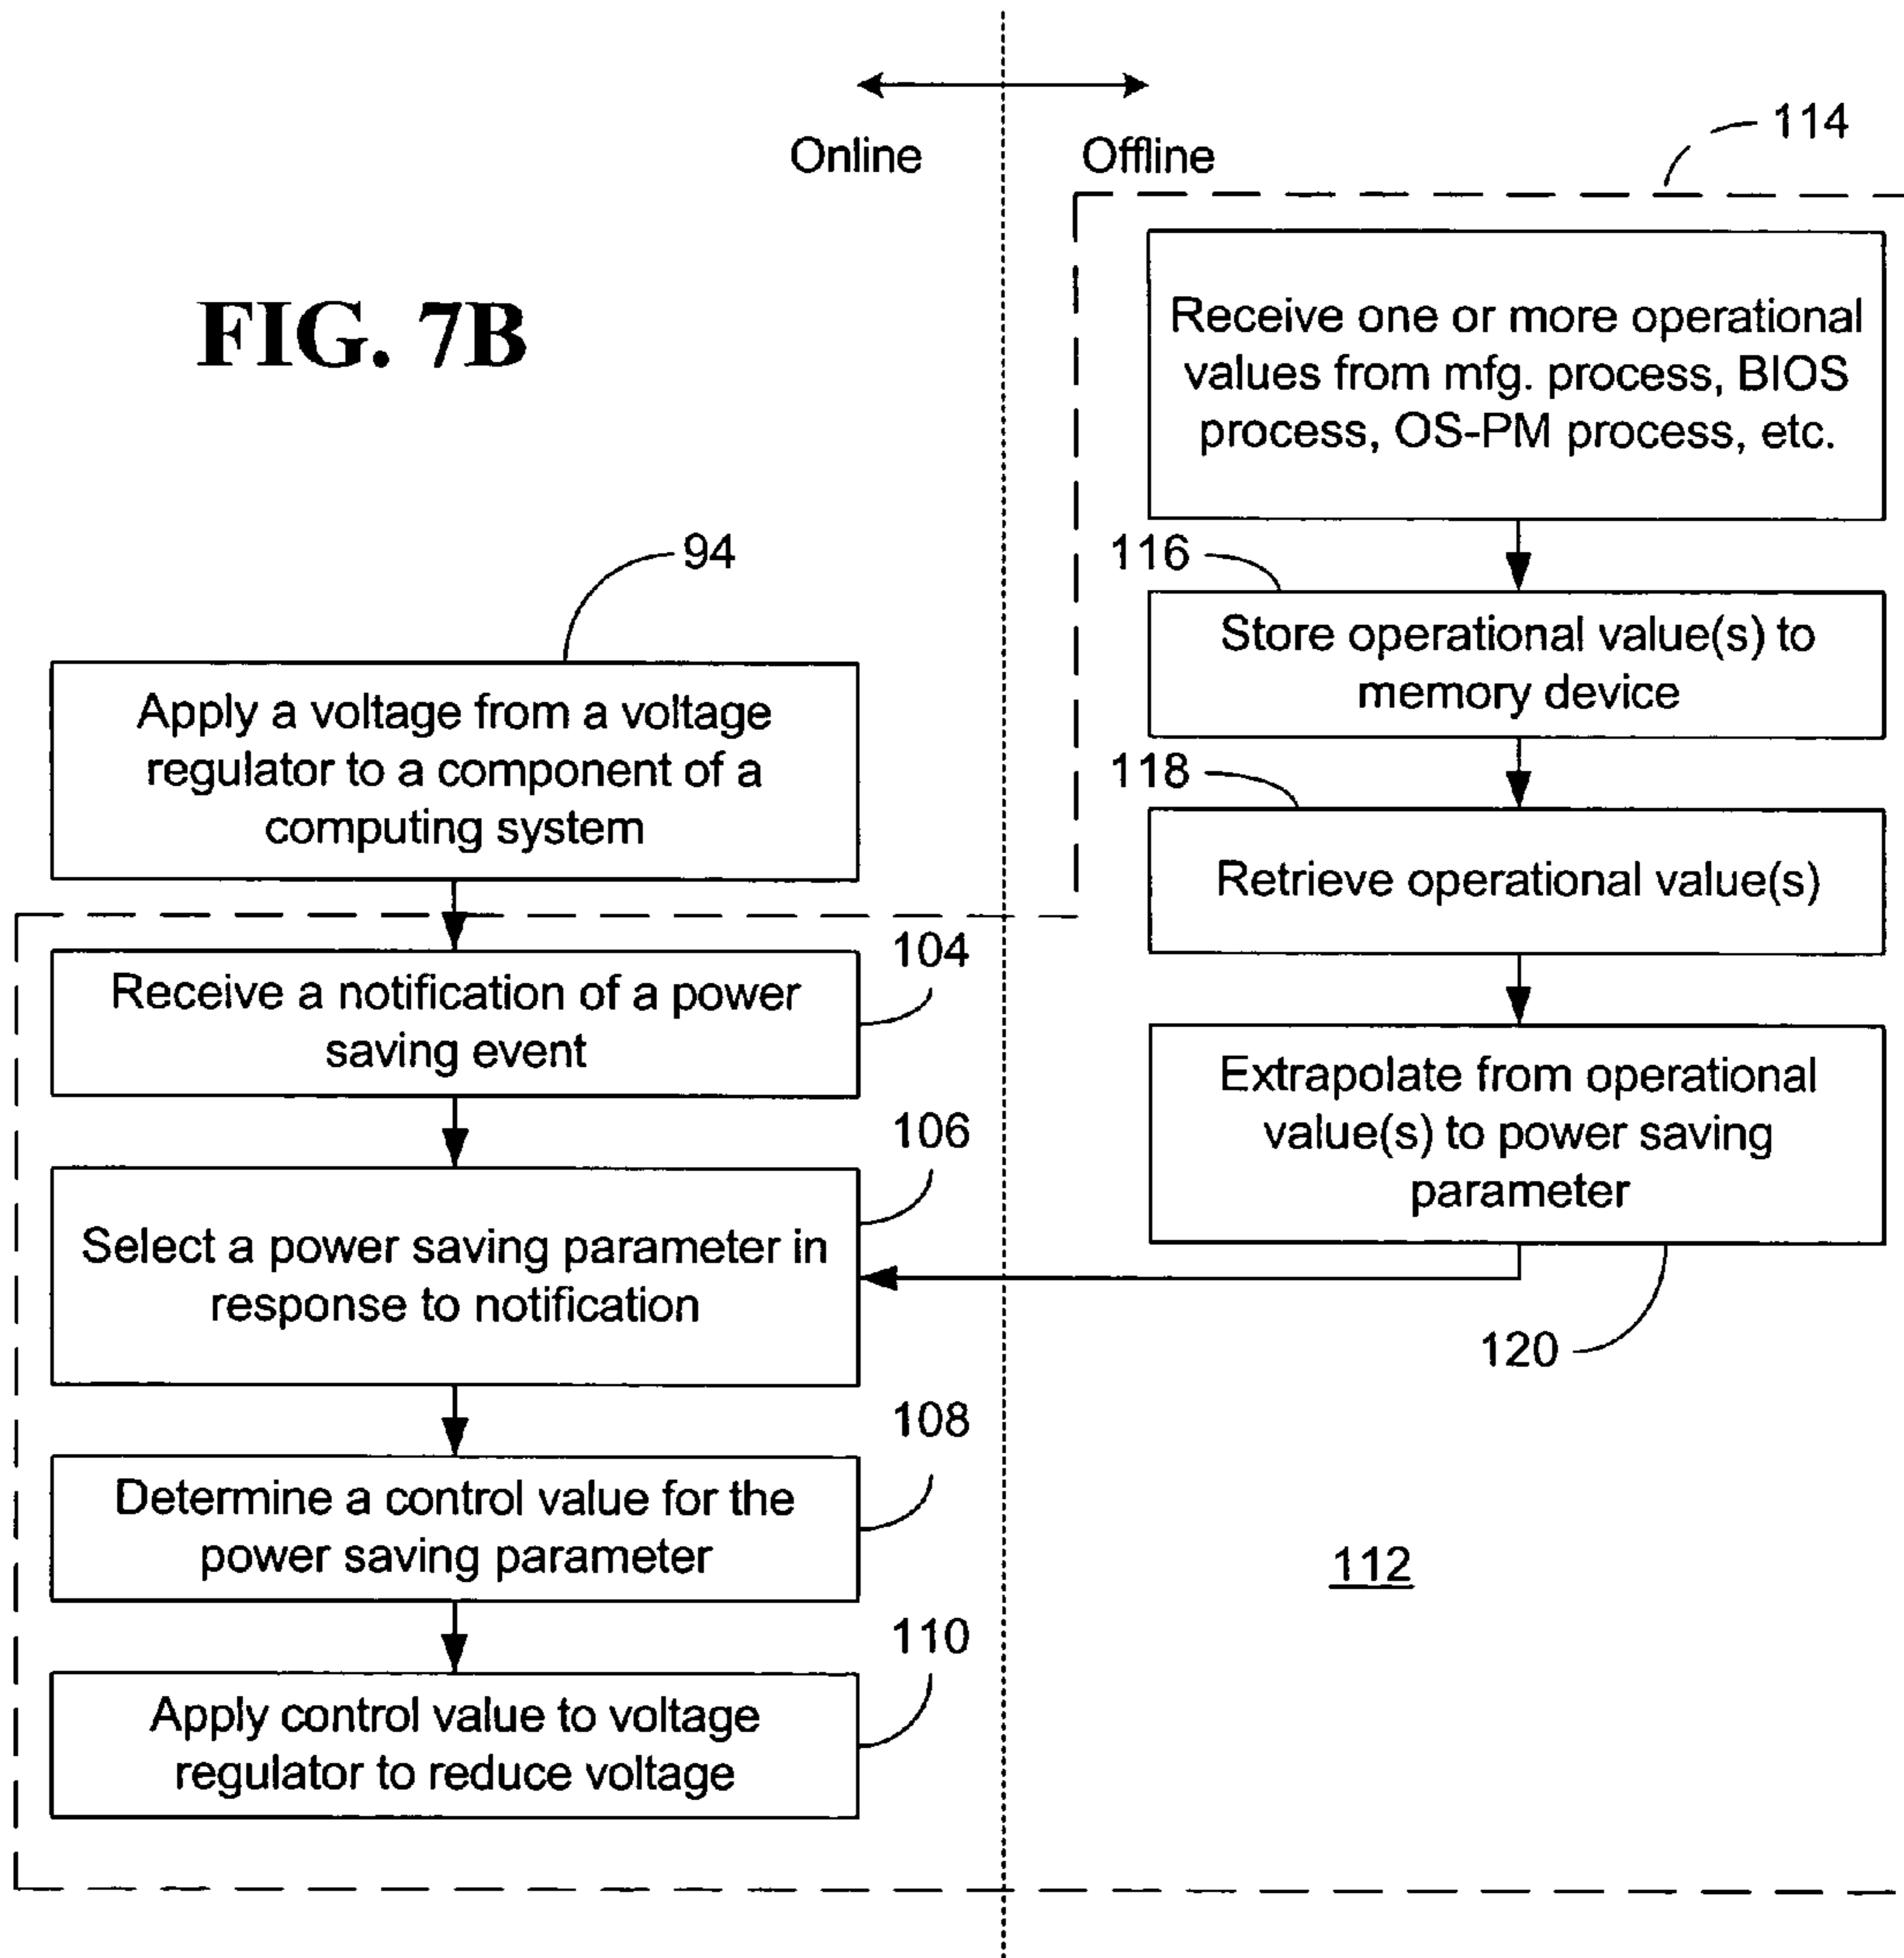 Online
Offline
114
FIG. 7B
Receive one or more operational
values from mfg. process, BIOS
process, OS-PM process, etc.
94
116
Store operational value(s) to
memory device
Apply a voltage from a voltage
regulator to a component of a
computing system
118
Retrieve operational value(s)
104
Receive a notification of a power
saving event
Extrapolate from operational
value(s) to power saving
parameter
106
Select a power saving parameter in
response to notification
120
108
Determine a control value for the
power saving parameter
112
110
Apply control value to voltage
regulator to reduce voltage